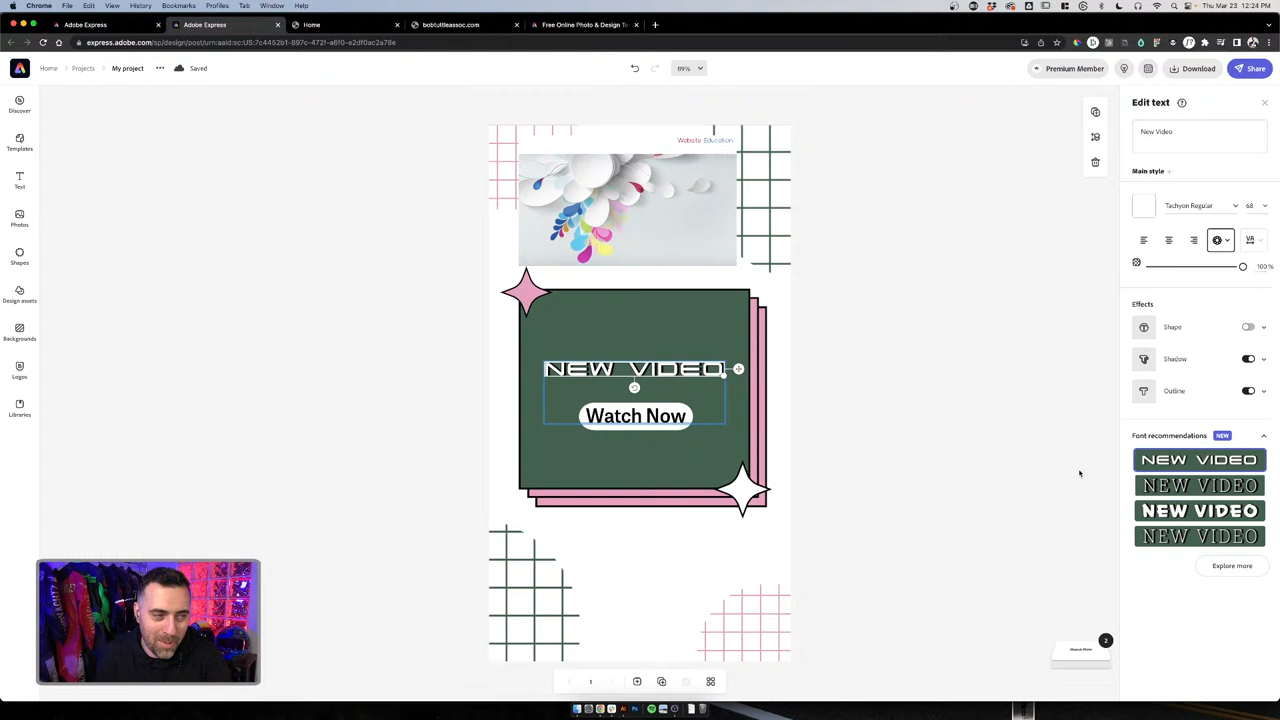 Chrome File Edit View History Bookmarks Profiles Tab Window Help
Thu Mar 23 12:24 PM
Adobe Express
Adobe Express
Home
bobtuttleassoc.com
Free Online Photo & Design To
express.adobe.com/sp/design/post/urn:aaid:sc:US:7c4452b1-897c-472f-a6f0-e2df0ac2a78e
Home
Projects
My project
Saved
89%
Premium Member
Download
Share
Discover
Templates
Text
Photos
Shapes
Design assets
Backgrounds
Logos
Libraries
Website Education
NEW VIDEO
Watch Now
1
Watch Now
2
Edit text
New Video
Main style
Tachyon Regular
68
VA
100%
Effects
Shape
Shadow
Outline
Font recommendations NEW
NEW VIDEO
NEW VIDEO
NEW VIDEO
NEW VIDEO
Explore more